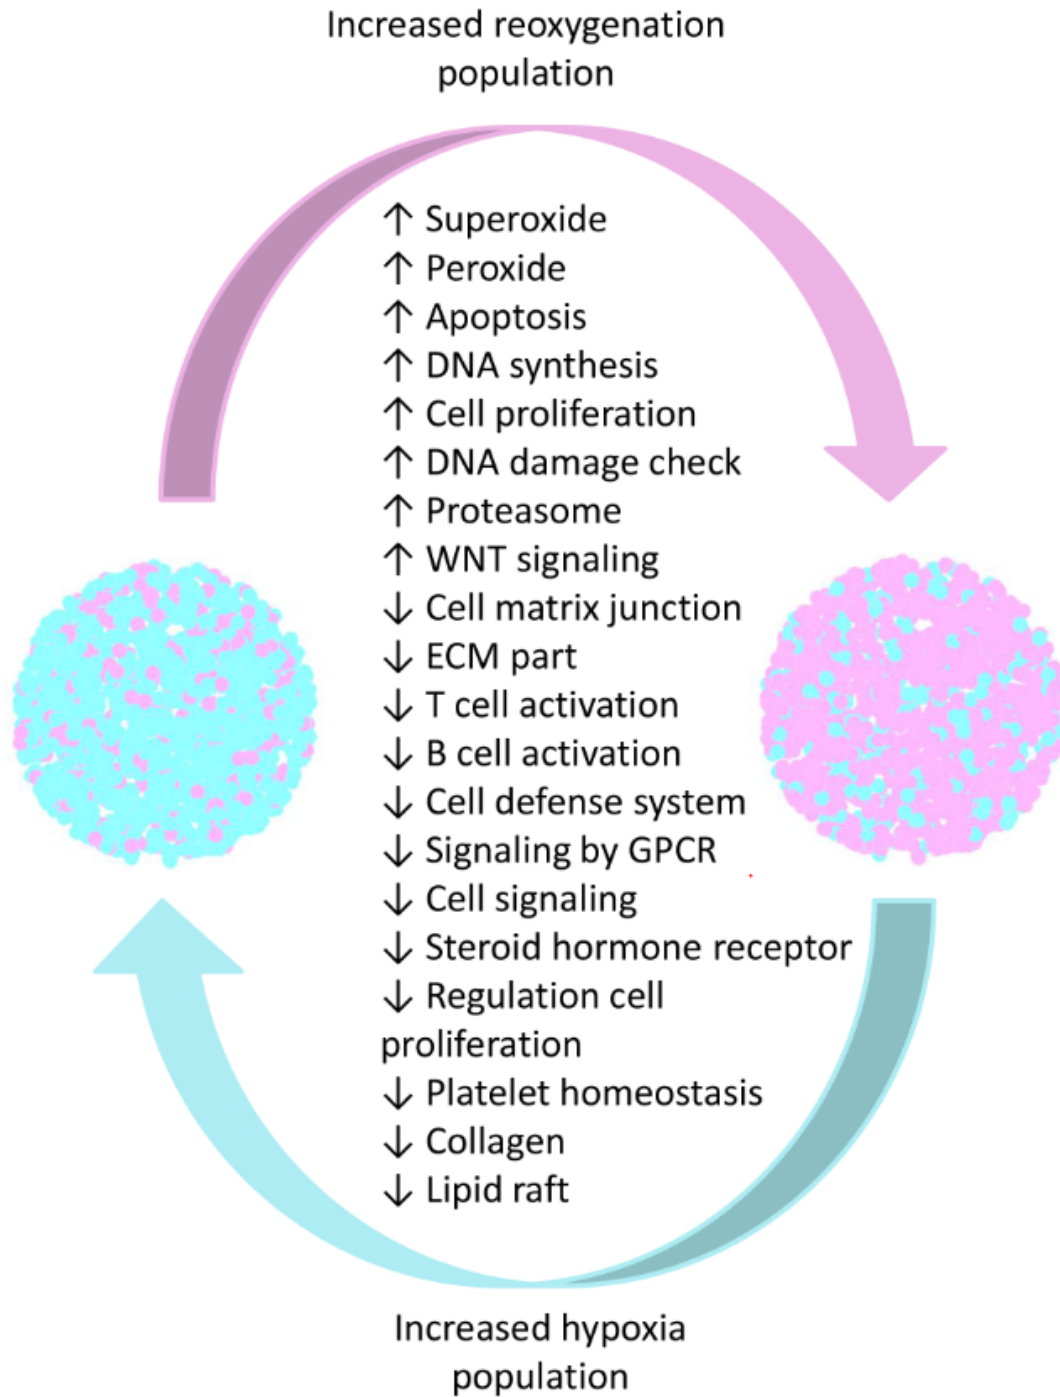 Increased reoxygenation
population
↑ Superoxide
↑ Peroxide
↑ Apoptosis
↑ DNA synthesis
↑ Cell proliferation
↑ DNA damage check
↑ Proteasome
↑ WNT signaling
↓ Cell matrix junction
↓ ECM part
↓ T cell activation
↓ B cell activation
↓ Cell defense system
↓ Signaling by GPCR
↓ Cell signaling
↓ Steroid hormone receptor
↓ Regulation cell
proliferation
↓ Platelet homeostasis
↓ Collagen
↓ Lipid raft
Increased hypoxia
population